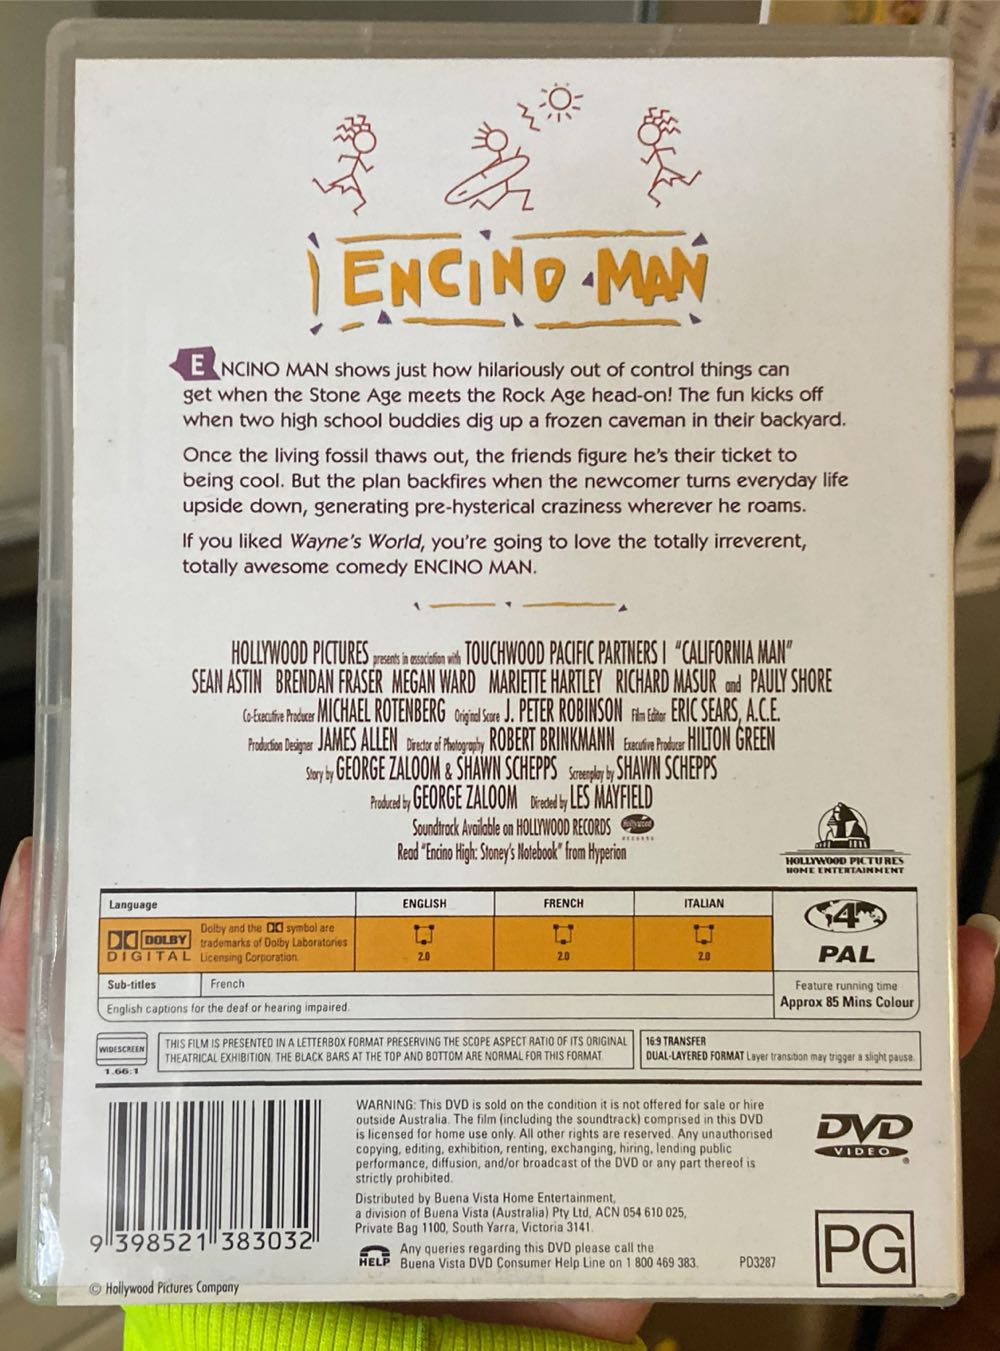 ENCINO MAN
ENCINO MAN shows just how hilariously out of control things can
get when the Stone Age meets the Rock Age head-on! The fun kicks off
when two high school buddies dig up a frozen caveman in their backyard.
Once the living fossil thaws out, the friends figure he's their ticket to
being cool. But the plan backfires when the newcomer turns everyday life
upside down, generating pre-hysterical craziness wherever he roams.
If you liked Wayne's World, you're going to love the totally irreverent,
totally awesome comedy ENCINO MAN.
HOLLYWOOD PICTURES presents in association with TOUCHWOOD PACIFIC PARTNERS I "CALIFORNIA MAN"
SEAN ASTIN BRENDAN FRASER MEGAN WARD MARIETTE HARTLEY RICHARD MASUR and PAULY SHORE
Co-Executive Producer MICHAEL ROTENBERG Original Score J. PETER ROBINSON Film Editor ERIC SEARS, A.C.E.
Production Designer JAMES ALLEN Director of Photography ROBERT BRINKMANN Executive Producer HILTON GREEN
Story by GEORGE ZALOOM & SHAWN SCHEPPS Screenplay by SHAWN SCHEPPS
Produced by GEORGE ZALOOM Directed by LES MAYFIELD
Soundtrack Available on HOLLYWOOD RECORDS Hollywood RECORDS
Read "Encino High: Stoney's Notebook" from Hyperion
HOLLYWOOD PICTURES
HOME ENTERTAINMENT
Language ENGLISH FRENCH ITALIAN
DOLBY DIGITAL
Dolby and the DD symbol are
trademarks of Dolby Laboratories
Licensing Corporation.
2.0 2.0 2.0
4
PAL
Sub-titles French
English captions for the deaf or hearing impaired.
Feature running time
Approx 85 Mins Colour
WIDESCREEN
1.66:1
THIS FILM IS PRESENTED IN A LETTERBOX FORMAT PRESERVING THE SCOPE ASPECT RATIO OF ITS ORIGINAL
THEATRICAL EXHIBITION. THE BLACK BARS AT THE TOP AND BOTTOM ARE NORMAL FOR THIS FORMAT.
16:9 TRANSFER
DUAL-LAYERED FORMAT Layer transition may trigger a slight pause.
WARNING: This DVD is sold on the condition it is not offered for sale or hire
outside Australia. The film (including the soundtrack) comprised in this DVD
is licensed for home use only. All other rights are reserved. Any unauthorised
copying, editing, exhibition, renting, exchanging, hiring, lending public
performance, diffusion, and/or broadcast of the DVD or any part thereof is
strictly prohibited.
Distributed by Buena Vista Home Entertainment,
a division of Buena Vista (Australia) Pty Ltd, ACN 054 610 025,
Private Bag 1100, South Yarra, Victoria 3141.
HELP
Any queries regarding this DVD please call the
Buena Vista DVD Consumer Help Line on 1 800 469 383.
PD3287
DVD
VIDEO
PG
9 398521 383032
© Hollywood Pictures Company